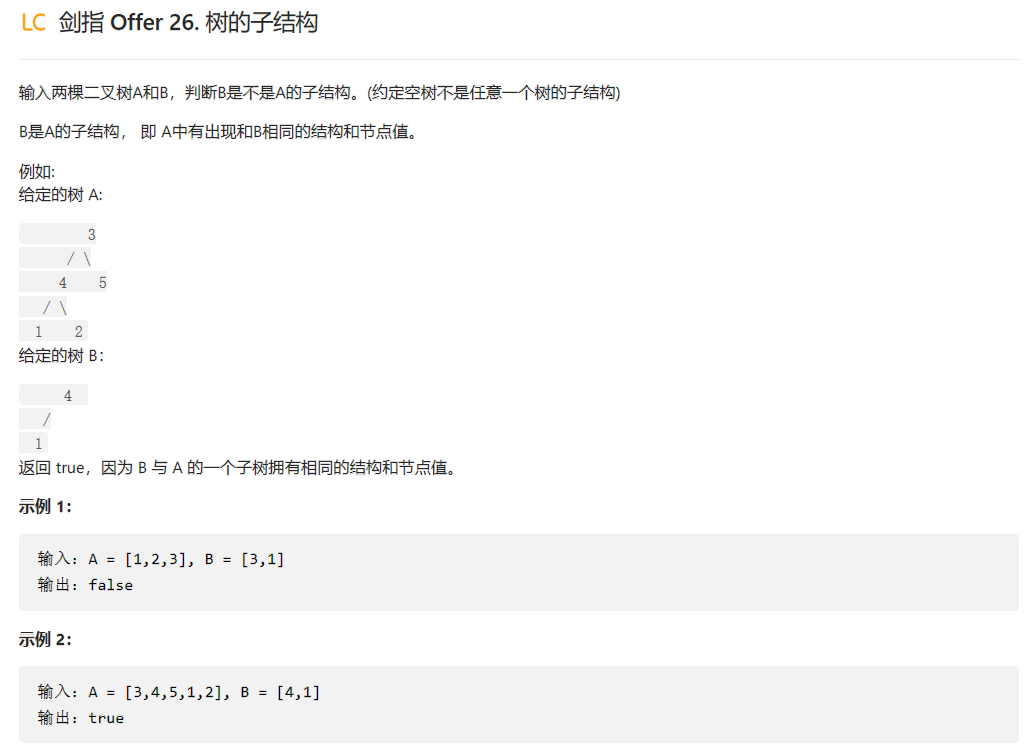 LC 剑指 Offer 26. 树的子结构
输入两棵二叉树A和B，判断B是不是A的子结构。(约定空树不是任意一个树的子结构)
B是A的子结构， 即 A中有出现和B相同的结构和节点值。
例如:
给定的树 A:
3
/ \
4 5
/ \
1 2
给定的树 B：
4
/
1
返回 true，因为 B 与 A 的一个子树拥有相同的结构和节点值。
示例 1：
输入：A = [1,2,3], B = [3,1]
输出：false
示例 2：
输入：A = [3,4,5,1,2], B = [4,1]
输出：true